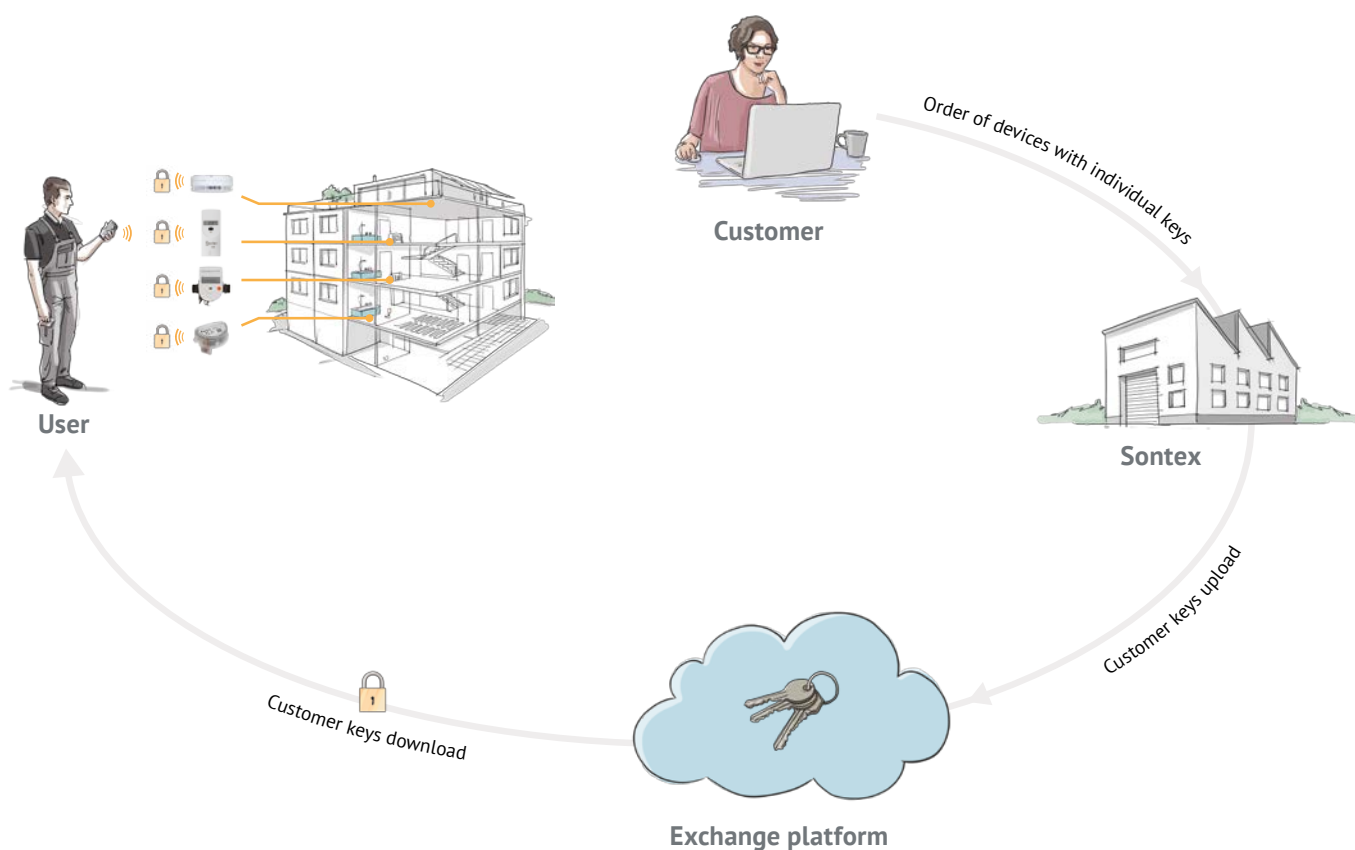 Order of devices with individual keys
Customer
User
Sontex
Customer keys upload
Customer keys download
Exchange platform